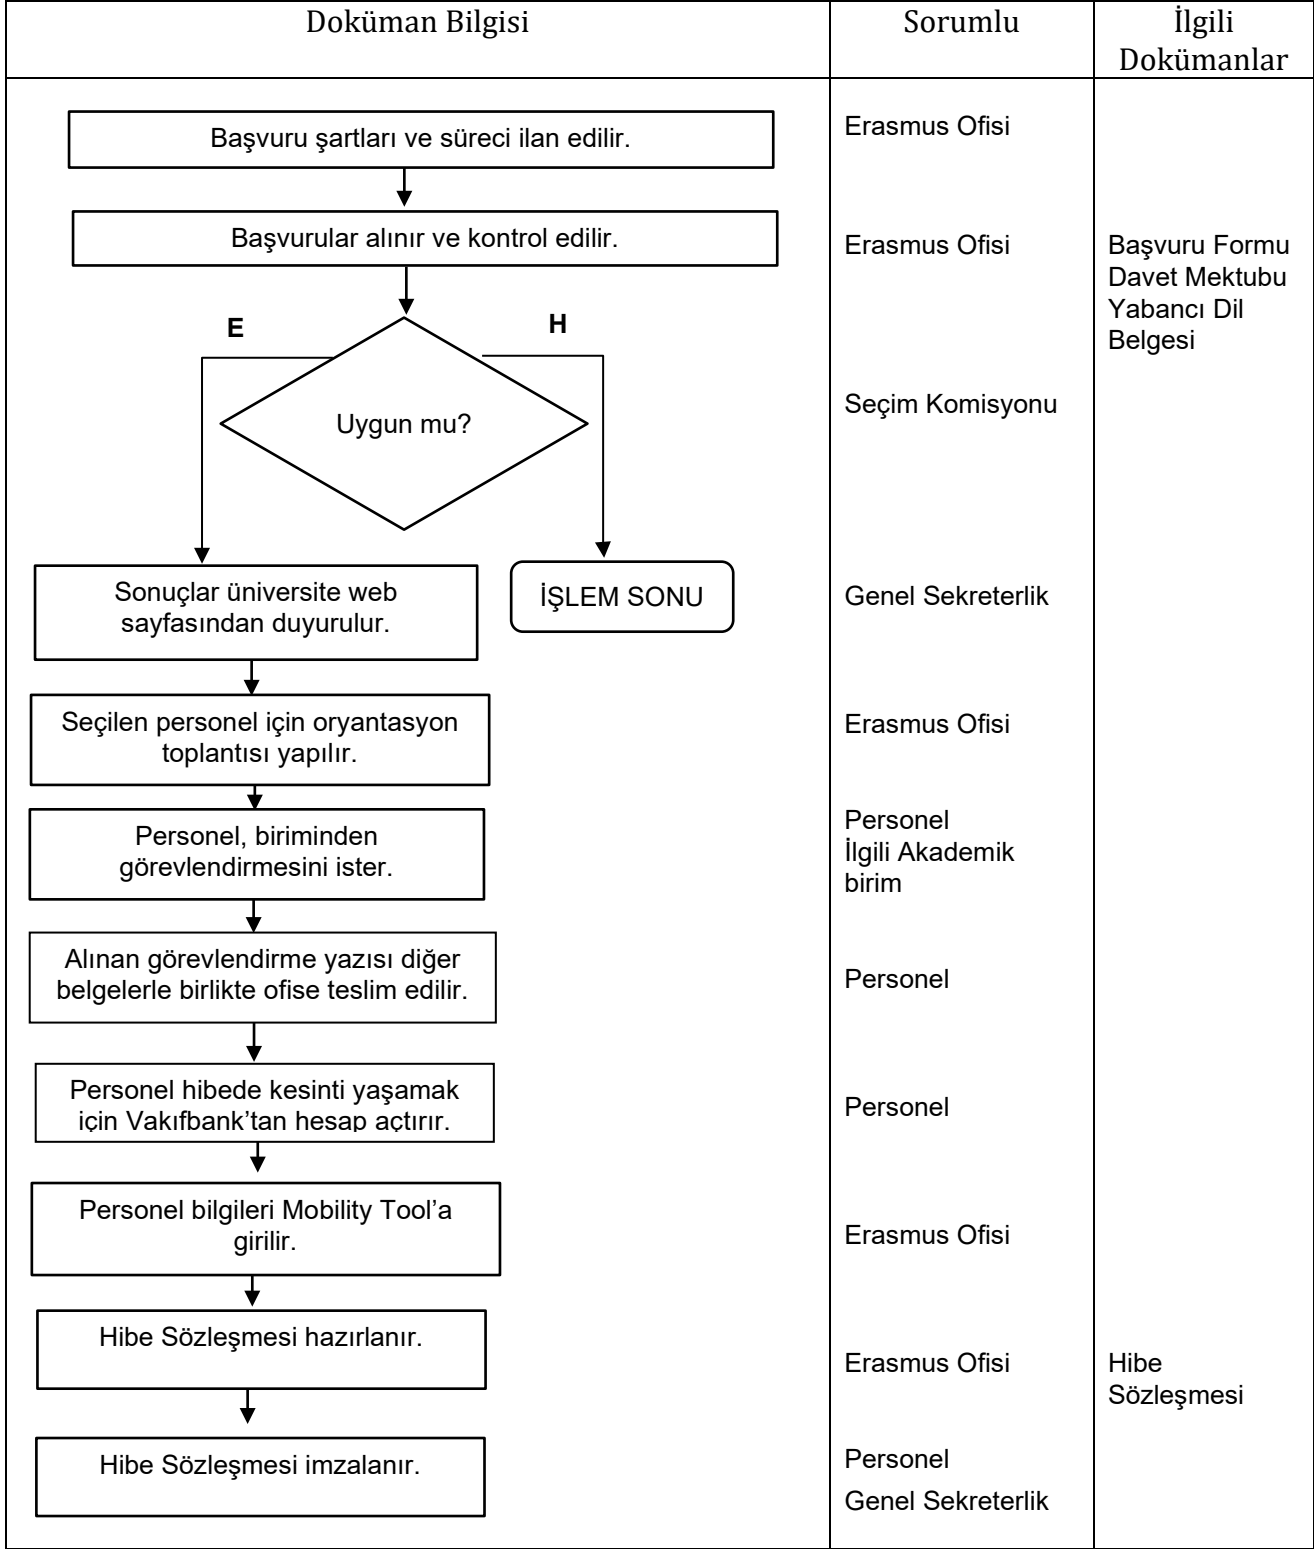 Doküman Bilgisi
Sorumlu
İlgili
Dokümanlar
Başvuru şartları ve süreci ilan edilir.
Erasmus Ofisi
Başvurular alınır ve kontrol edilir.
Erasmus Ofisi
Başvuru Formu
Davet Mektubu
Yabancı Dil
Belgesi
E
H
Uygun mu?
Seçim Komisyonu
Sonuçlar üniversite web
sayfasından duyurulur.
İŞLEM SONU
Genel Sekreterlik
Seçilen personel için oryantasyon
toplantısı yapılır.
Erasmus Ofisi
Personel, biriminden
görevlendirmesini ister.
Personel
İlgili Akademik
birim
Alınan görevlendirme yazısı diğer
belgelerle birlikte ofise teslim edilir.
Personel
Personel hibede kesinti yaşamak
için Vakıfbank’tan hesap açtırır.
Personel
Personel bilgileri Mobility Tool’a
girilir.
Erasmus Ofisi
Hibe Sözleşmesi hazırlanır.
Erasmus Ofisi
Hibe
Sözleşmesi
Hibe Sözleşmesi imzalanır.
Personel
Genel Sekreterlik